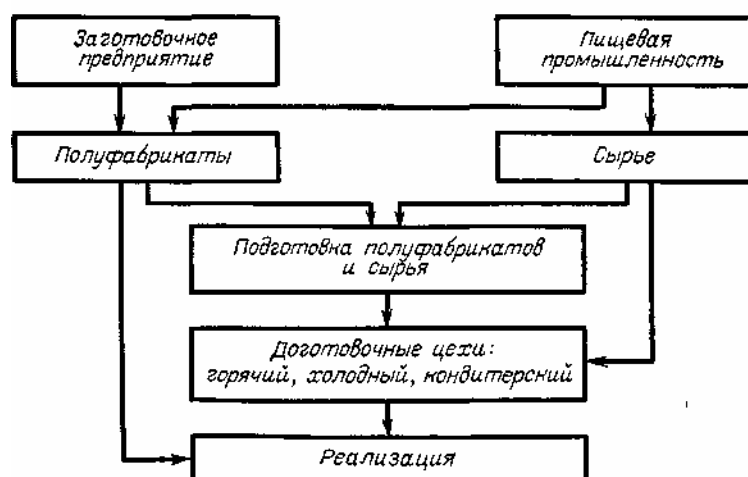 Заготовочное
предприятие
Пищевая
промышленность
Полуфабрикаты
Сырье
Подготовка полуфабрикатов
и сырья
Доготовочные цехи:
горячий, холодный, кондитерский
Реализация